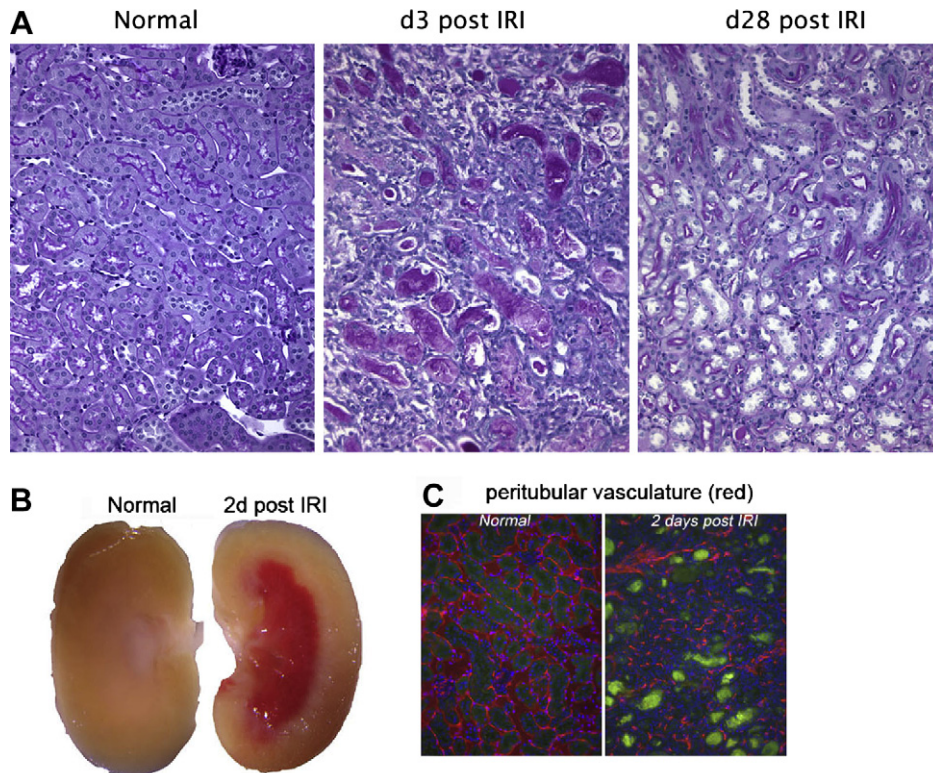 A
Normal
d3 post IRI
d28 post IRI
B
Normal
2d post IRI
C
peritubular vasculature (red)
Normal
2 days post IRI